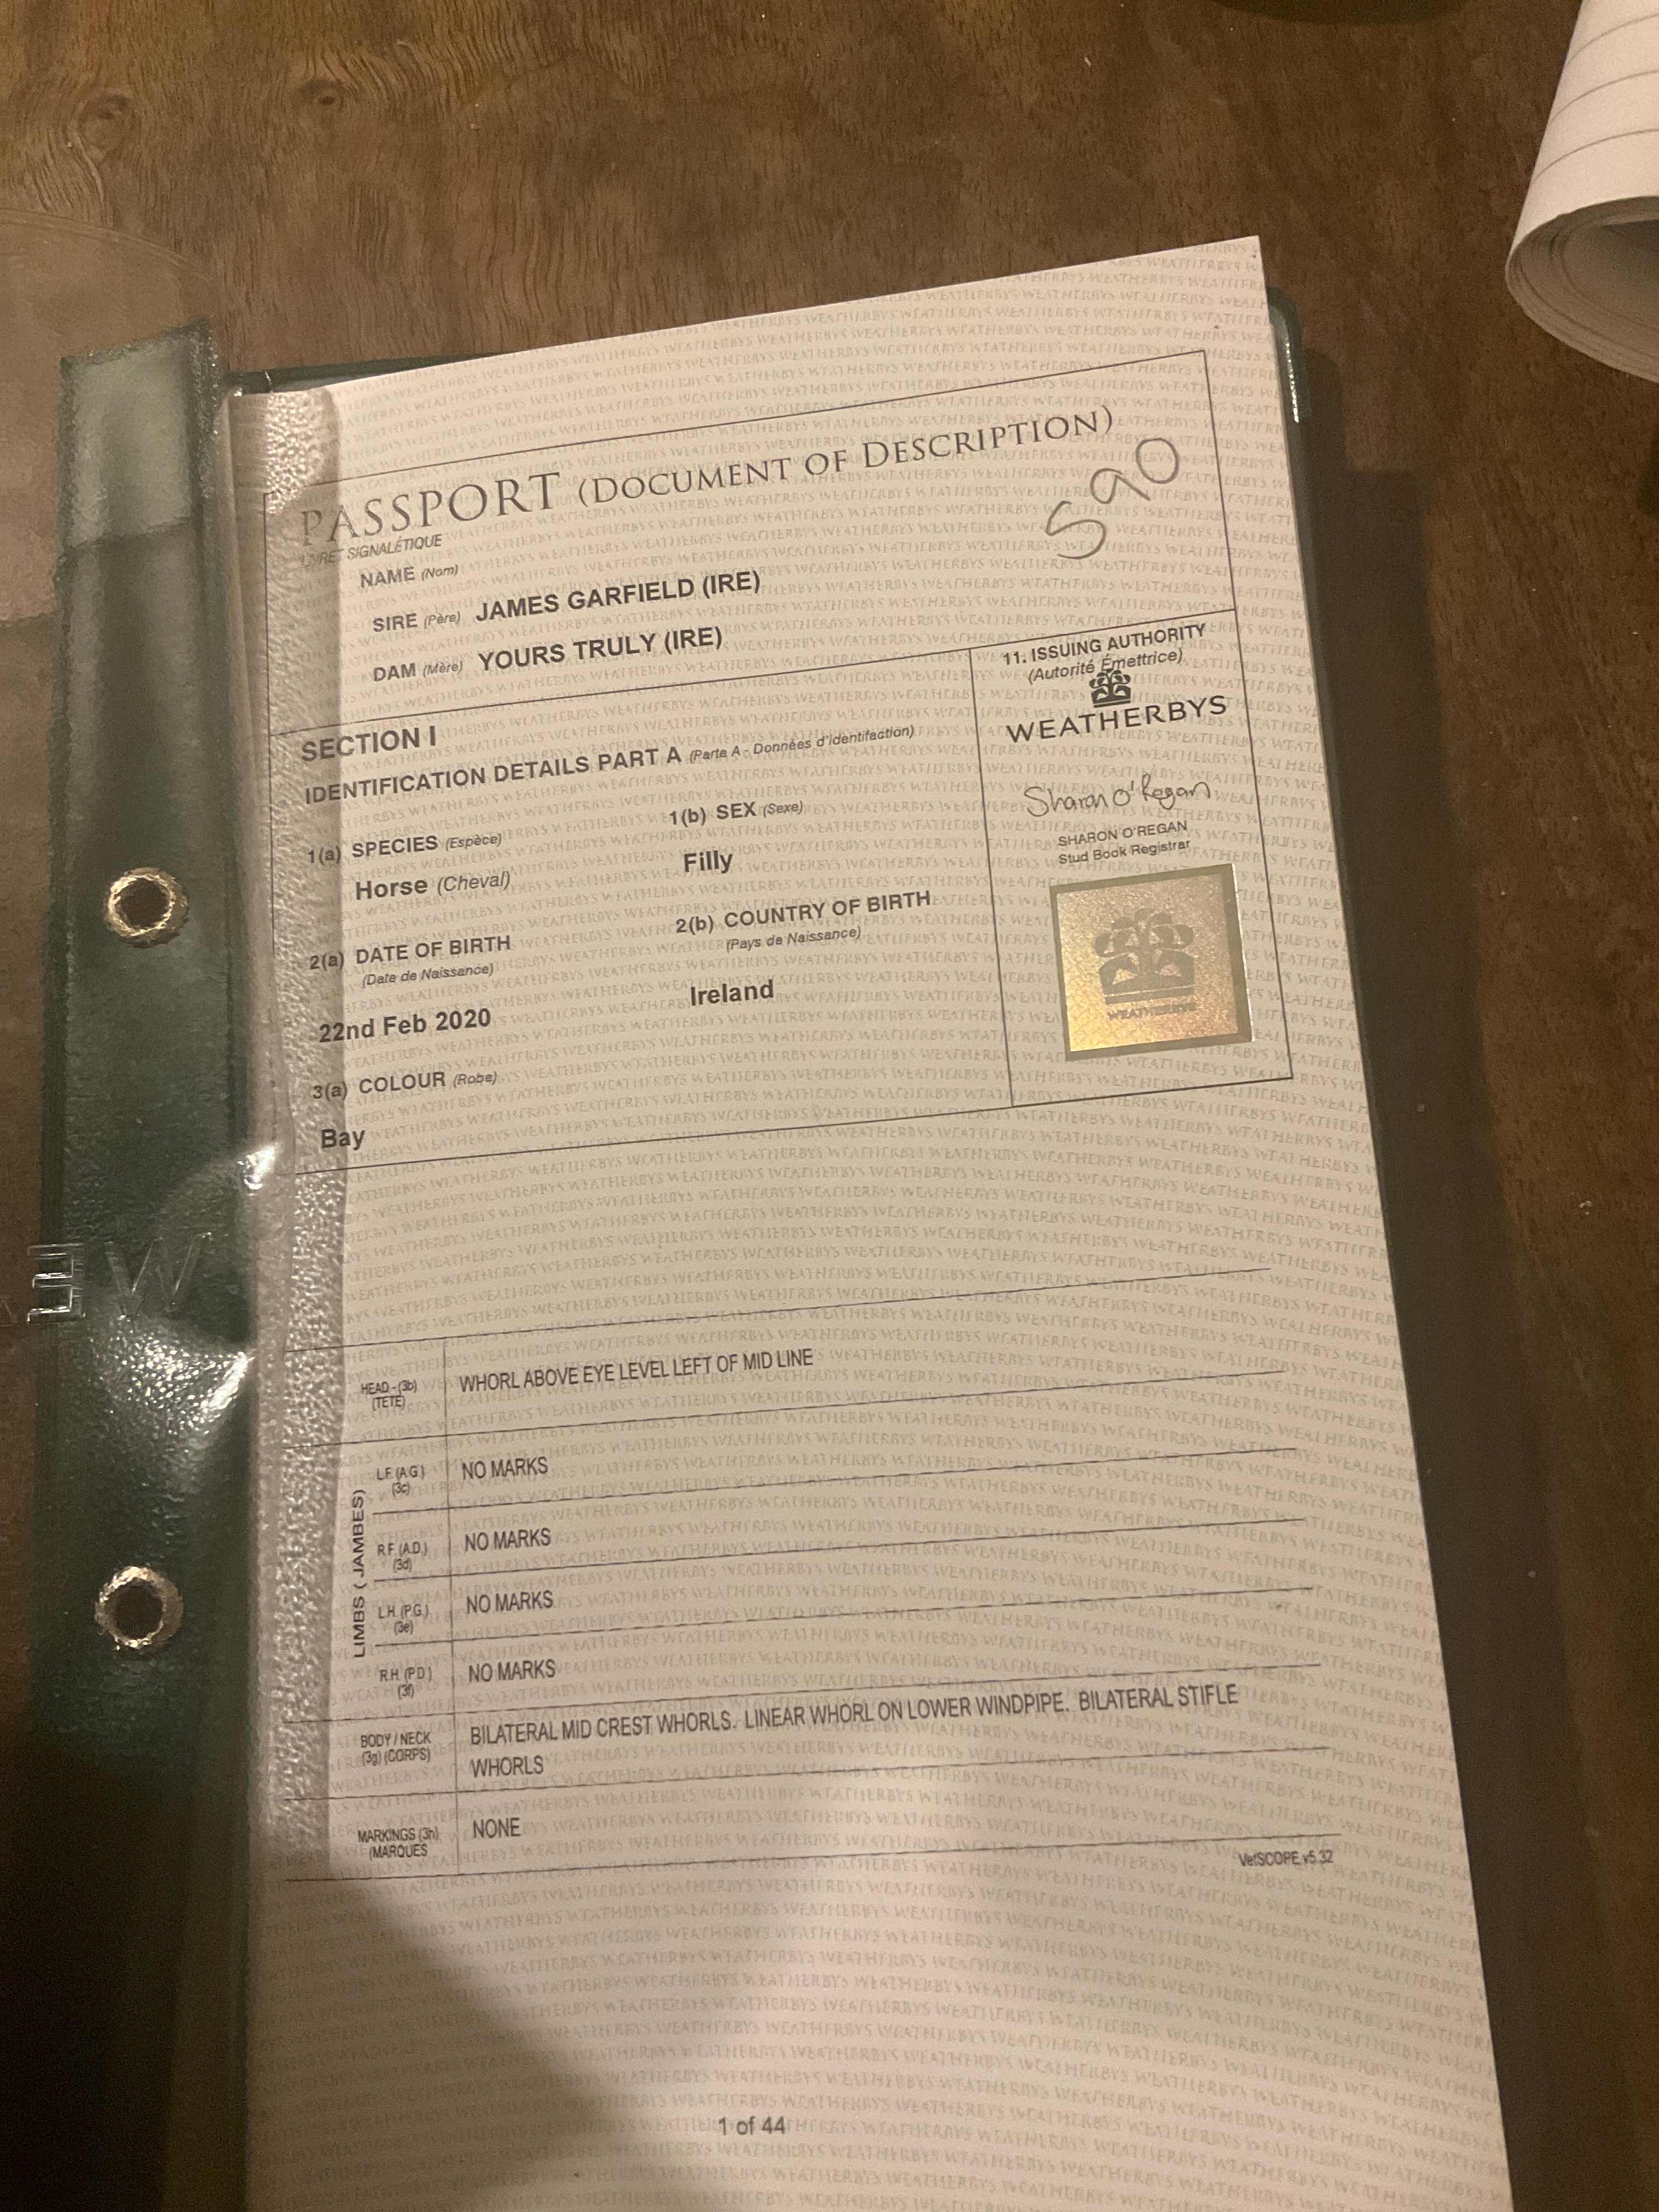 PASSPORT (DOCUMENT OF DESCRIPTION)
LIVRET SIGNALÉTIQUE
590
NAME (Nom)
SIRE (Père) JAMES GARFIELD (IRE)
DAM (Mère) YOURS TRULY (IRE)
11. ISSUING AUTHORITY
(Autorité Émettrice)
WEATHERBYS
Sharon O'Regan
SHARON O'REGAN
Stud Book Registrar
WEATHERBYS
SECTION I
IDENTIFICATION DETAILS PART A (Parte A - Données d'identifaction)
1(a) SPECIES (Espèce)
Horse (Cheval)
1(b) SEX (Sexe)
Filly
2(a) DATE OF BIRTH
(Date de Naissance)
22nd Feb 2020
2(b) COUNTRY OF BIRTH
(Pays de Naissance)
Ireland
3(a) COLOUR (Robe)
Bay
HEAD - (3b)
(TETE)
WHORL ABOVE EYE LEVEL LEFT OF MID LINE
LIMBS ( JAMBES)
L.F. (A.G.)
(3c)
NO MARKS
R.F. (A.D.)
(3d)
NO MARKS
L.H. (P.G.)
(3e)
NO MARKS
R.H. (P.D.)
(3f)
NO MARKS
BODY / NECK
(3g) (CORPS)
BILATERAL MID CREST WHORLS. LINEAR WHORL ON LOWER WINDPIPE. BILATERAL STIFLE
WHORLS
MARKINGS (3h)
(MARQUES
NONE
VetSCOPE v5.32
1 of 44